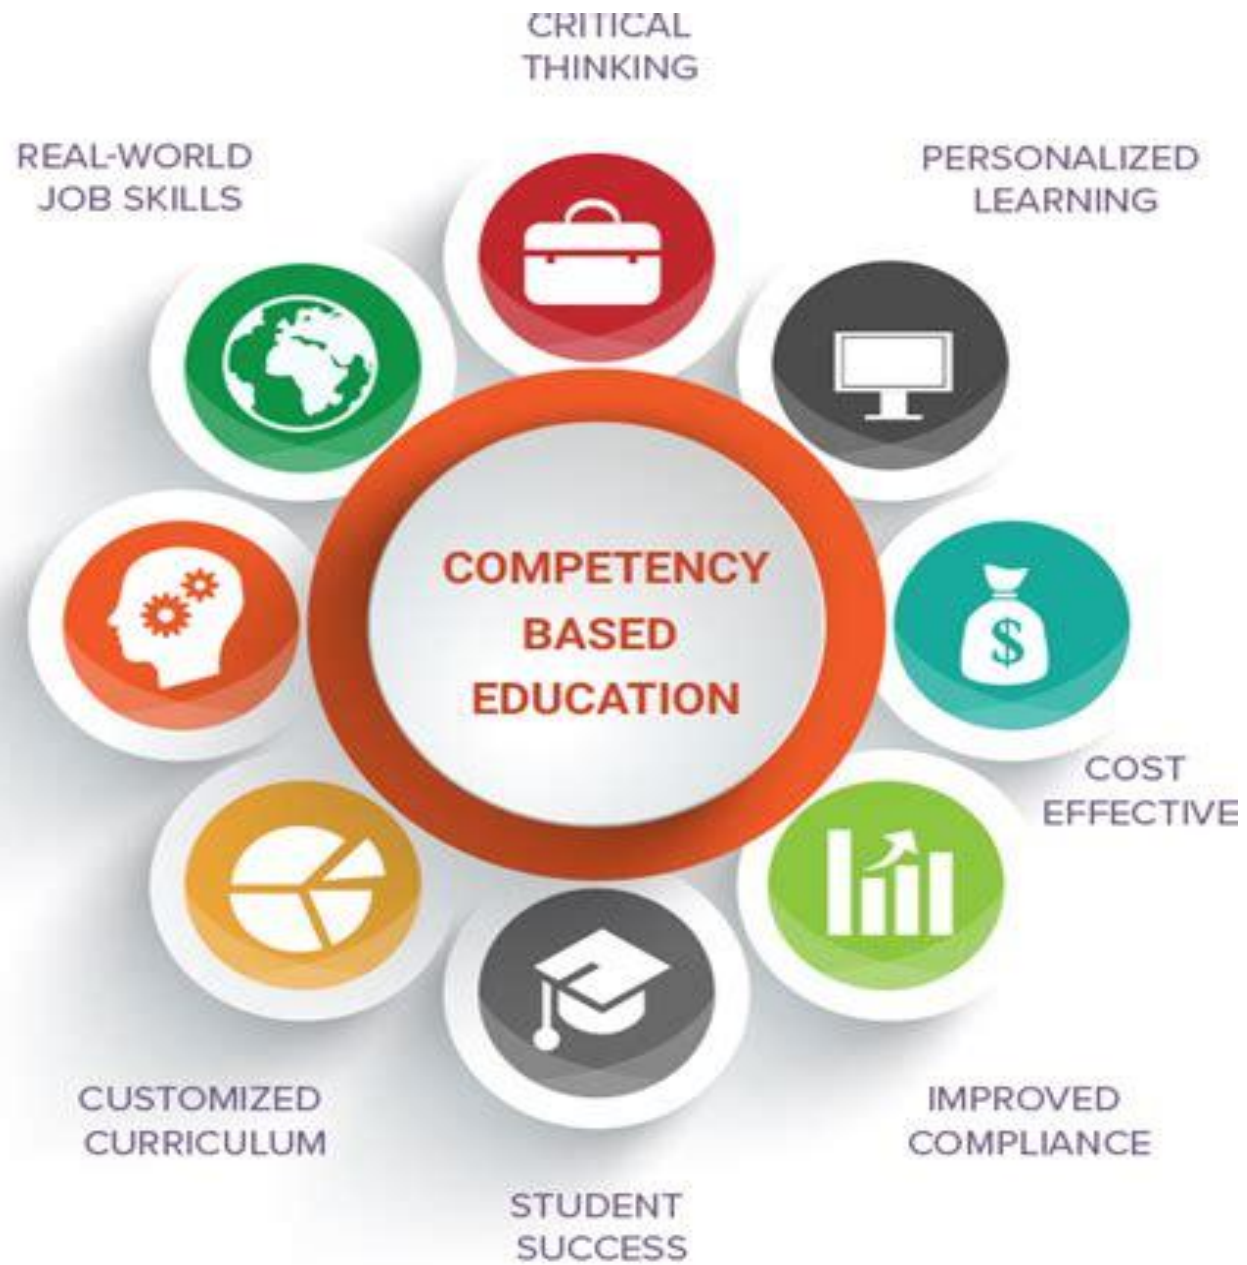 CRITICAL
THINKING
REAL-WORLD
JOB SKILLS
PERSONALIZED
LEARNING
COMPETENCY
BASED
EDUCATION
$
COST
EFFECTIVE
CUSTOMIZED
CURRICULUM
IMPROVED
COMPLIANCE
STUDENT
SUCCESS